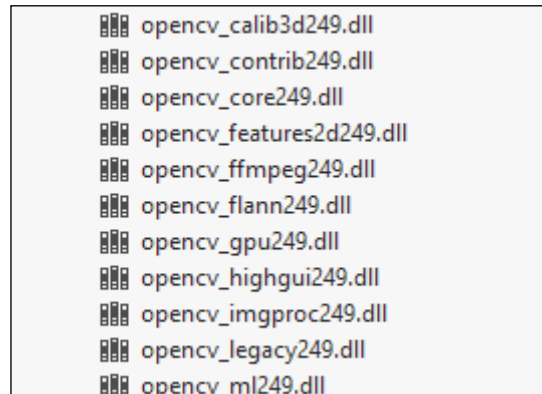 opencv_calib3d249.dll
opencv_contrib249.dll
opencv_core249.dll
opencv_features2d249.dll
opencv_ffmpeg249.dll
opencv_flann249.dll
opencv_gpu249.dll
opencv_highgui249.dll
opencv_imgproc249.dll
opencv_legacy249.dll
opencv_ml249.dll